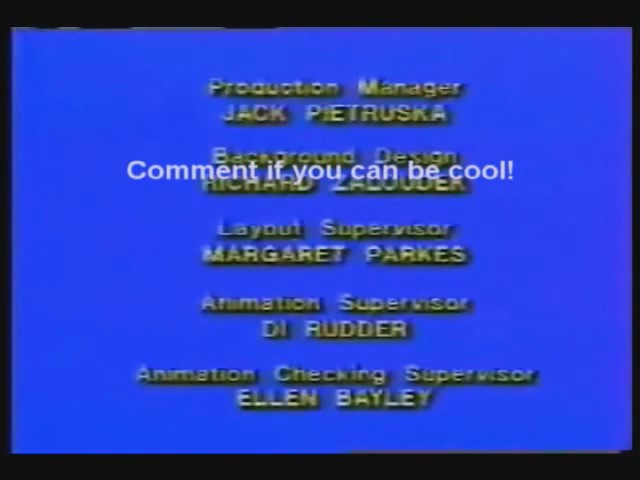 Production Manager
JACK PIETRUSKA
Background Design
Comment if you can be cool!
RICHARD ZALOUDEK
Layout Supervisor
MARGARET PARKES
Animation Supervisor
DI RUDDER
Animation Checking Supervisor
ELLEN BAYLEY